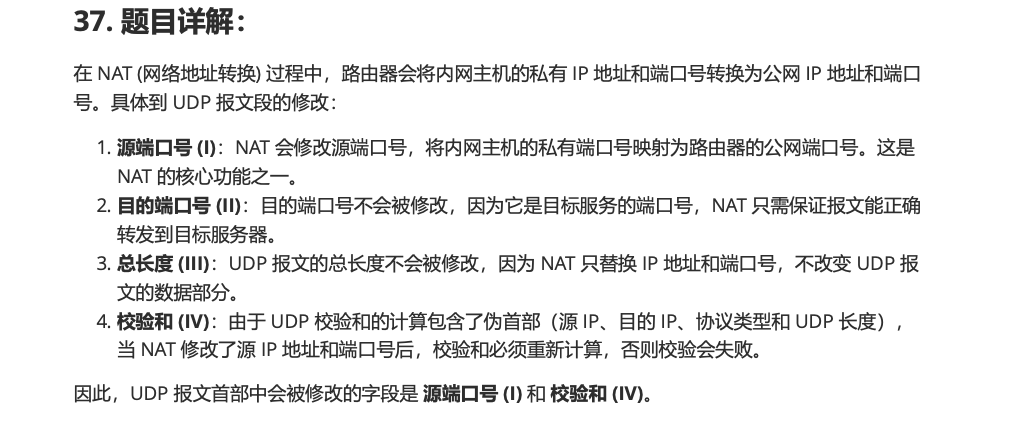 37. 题目详解：
在 NAT (网络地址转换) 过程中，路由器会将内网主机的私有 IP 地址和端口号转换为公网 IP 地址和端口
号。具体到 UDP 报文段的修改：
1. 源端口号 (I)：NAT 会修改源端口号，将内网主机的私有端口号映射为路由器的公网端口号。这是
NAT 的核心功能之一。
2. 目的端口号 (II)：目的端口号不会被修改，因为它是目标服务的端口号，NAT 只需保证报文能正确
转发到目标服务器。
3. 总长度 (III)：UDP 报文的总长度不会被修改，因为 NAT 只替换 IP 地址和端口号，不改变 UDP 报
文的数据部分。
4. 校验和 (IV)：由于 UDP 校验和的计算包含了伪首部（源 IP、目的 IP、协议类型和 UDP 长度），
当 NAT 修改了源 IP 地址和端口号后，校验和必须重新计算，否则校验会失败。
因此，UDP 报文首部中会被修改的字段是 源端口号 (I) 和 校验和 (IV)。